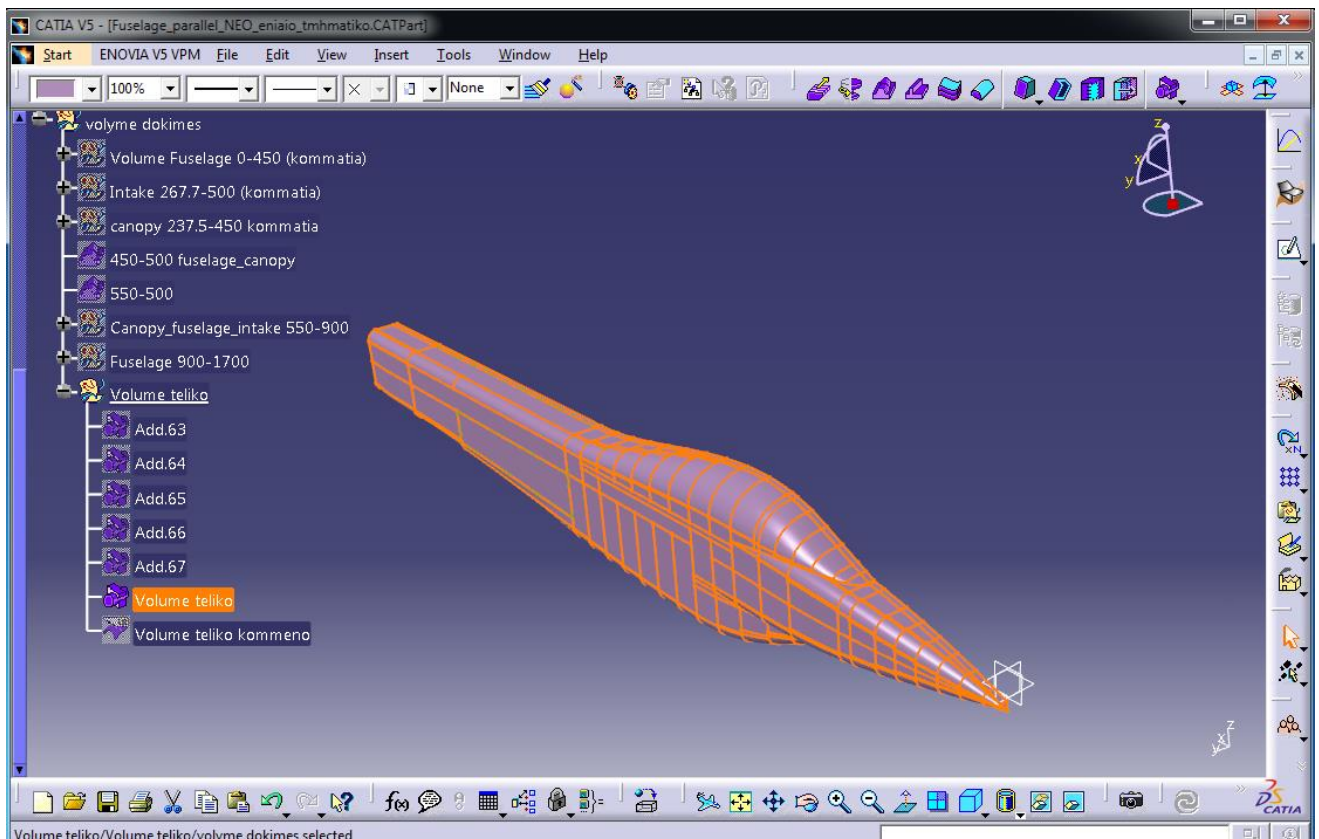 CATIA V5 - [Fuselage_parallel_NEO_eniaio_tmhmatiko.CATPart]
Start ENOVIA V5 VPM File Edit View Insert Tools Window Help
100% None
volyme dokimes
Volume Fuselage 0-450 (kommatia)
Intake 267.7-500 (kommatia)
canopy 237.5-450 kommatia
450-500 fuselage_canopy
550-500
Canopy_fuselage_intake 550-900
Fuselage 900-1700
Volume teliko
Add.63
Add.64
Add.65
Add.66
Add.67
Volume teliko
Volume teliko kommeno
z
x
y
z
x
y
xN
f(x)
DS
CATIA
Volume teliko/Volume teliko/volyme dokimes selected